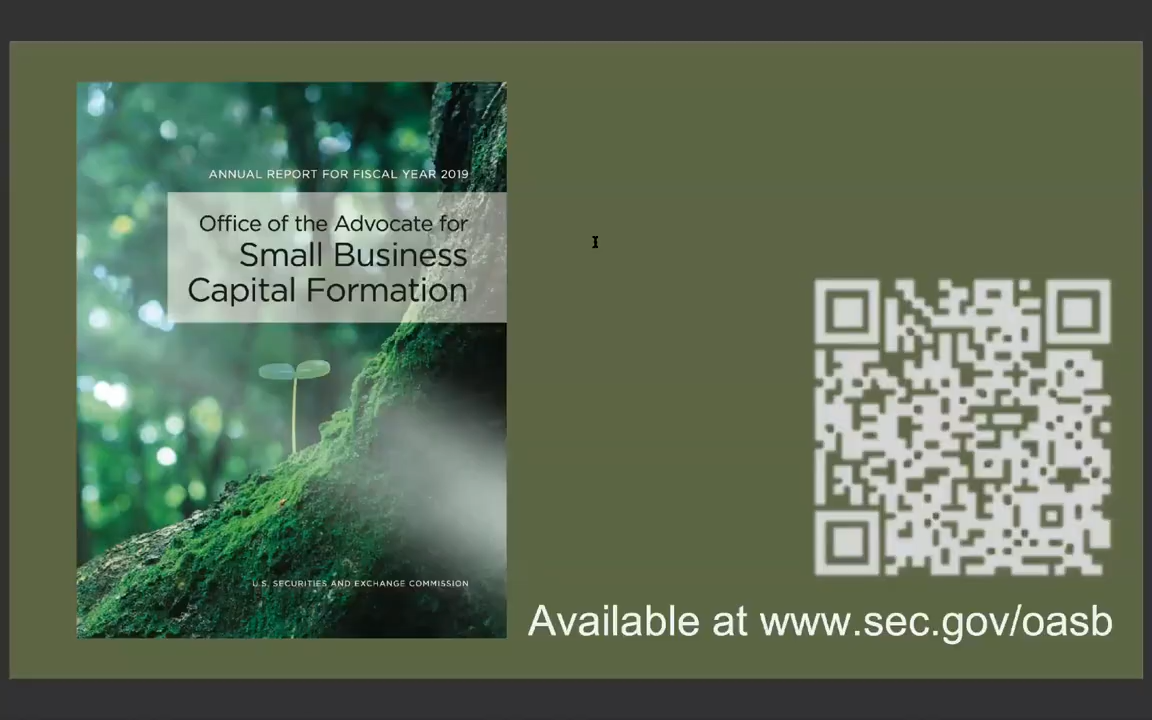 ANNUAL REPORT FOR FISCAL YEAR 2019
Office of the Advocate for
Small Business
Capital Formation
U.S. SECURITIES AND EXCHANGE COMMISSION
Available at www.sec.gov/oasb